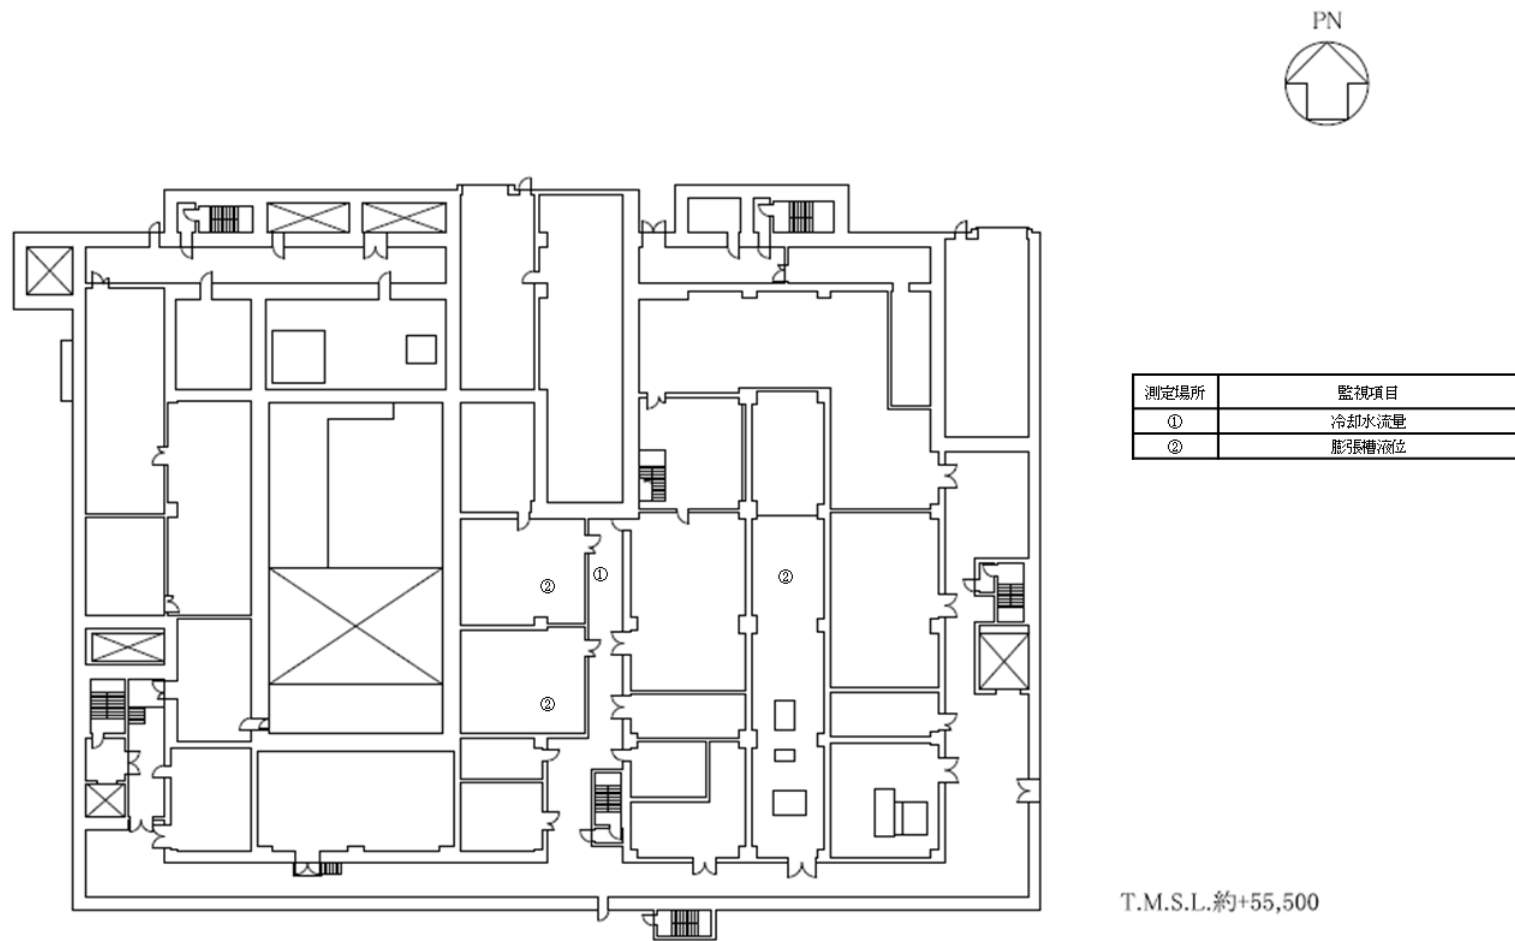 PN
測定場所 監視項目
① 冷却水流量
② 膨張槽液位
② ① ②
②
T.M.S.L.約+55,500